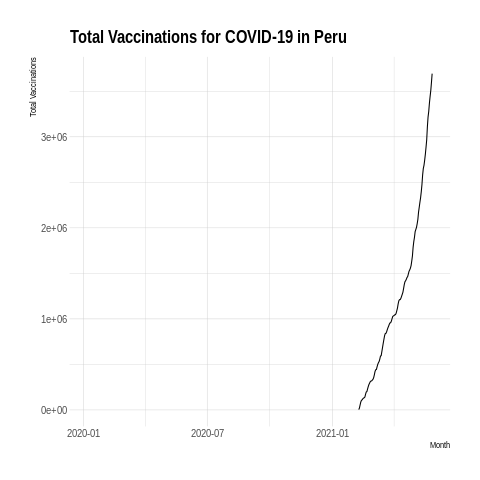 Total Vaccinations for COVID-19 in Peru
Total Vaccinations
3e+06
2e+06
1e+06
0e+00
2020-01 2020-07 2021-01
Month